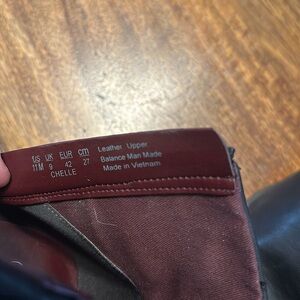 US UK EUR cm
11M 9 42 27
CHELLE
Leather Upper
Balance Man Made
Made in Vietnam